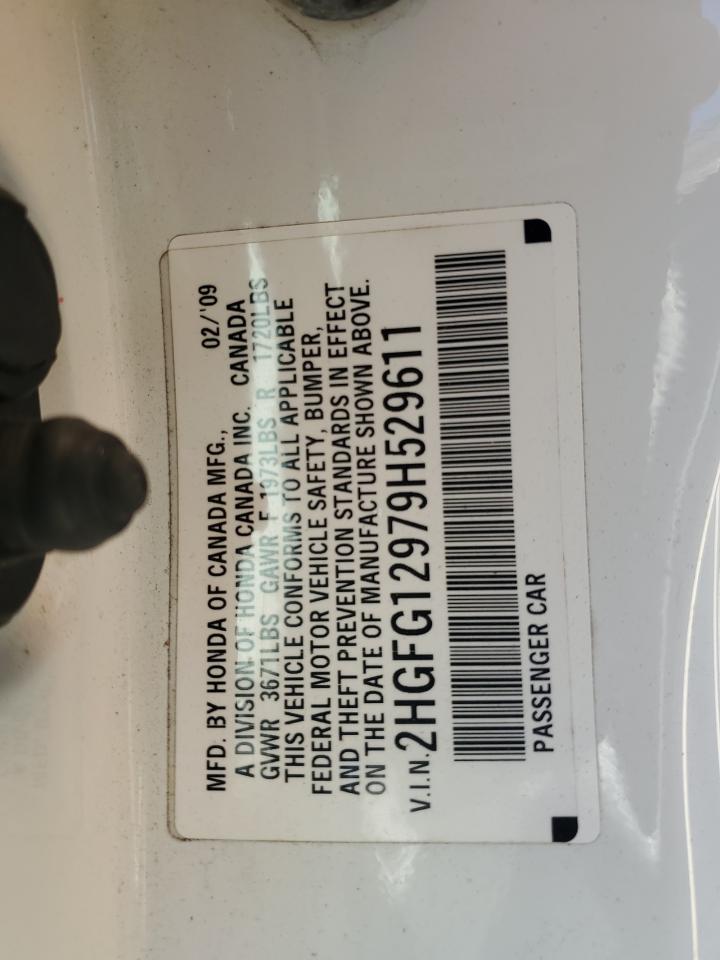 MFD. BY HONDA OF CANADA MFG., 02/'09
A DIVISION OF HONDA CANADA INC. CANADA
GVWR 3671LBS GAWR F 1973LBS R 1720LBS
THIS VEHICLE CONFORMS TO ALL APPLICABLE
FEDERAL MOTOR VEHICLE SAFETY, BUMPER,
AND THEFT PREVENTION STANDARDS IN EFFECT
ON THE DATE OF MANUFACTURE SHOWN ABOVE.
V.I.N. 2HGFG12979H529611
PASSENGER CAR